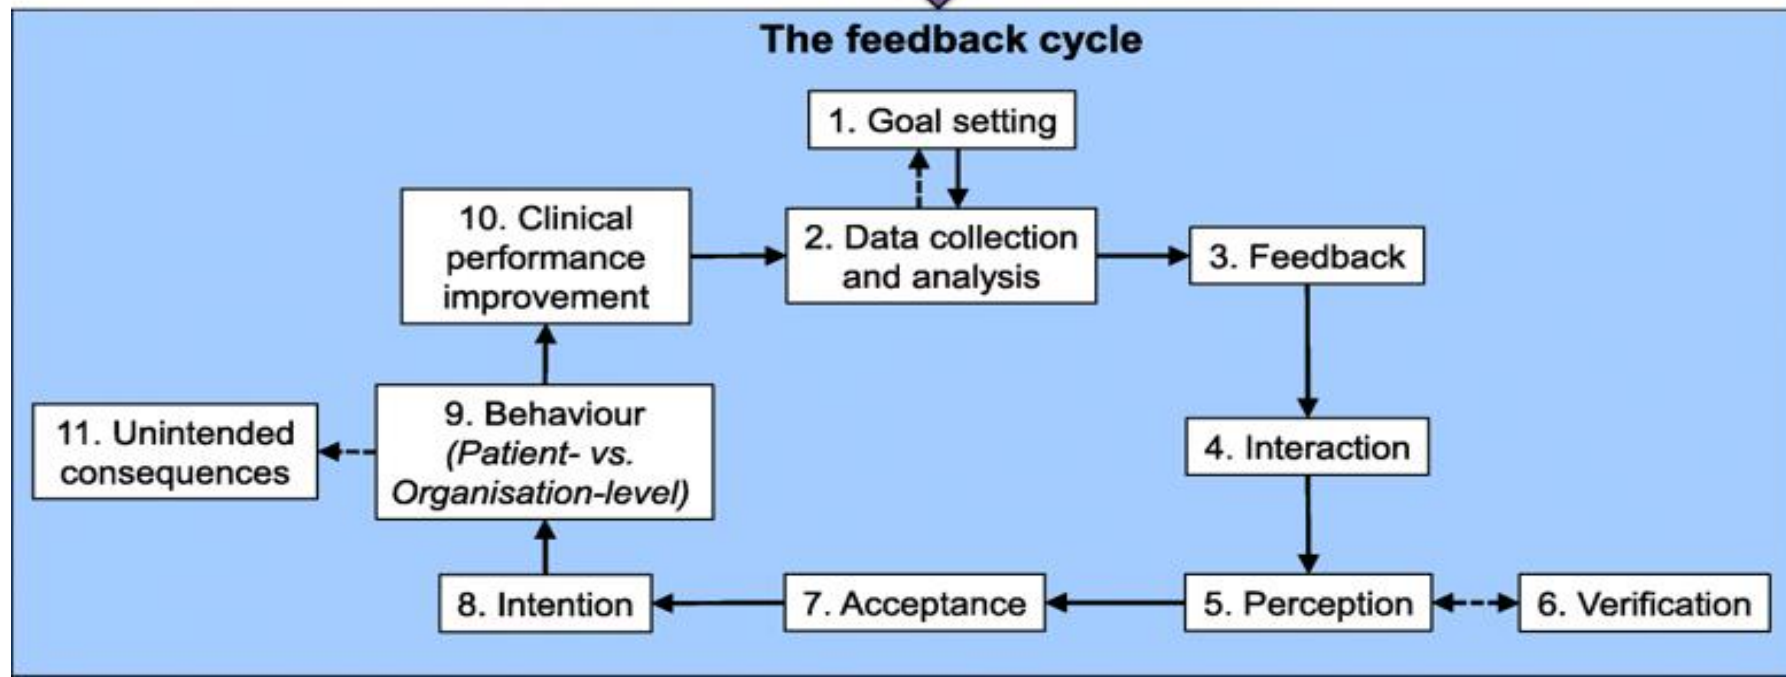 The feedback cycle
1. Goal setting
2. Data collection
and analysis
3. Feedback
4. Interaction
5. Perception
6. Verification
7. Acceptance
8. Intention
9. Behaviour
(Patient- vs.
Organisation-level)
10. Clinical
performance
improvement
11. Unintended
consequences